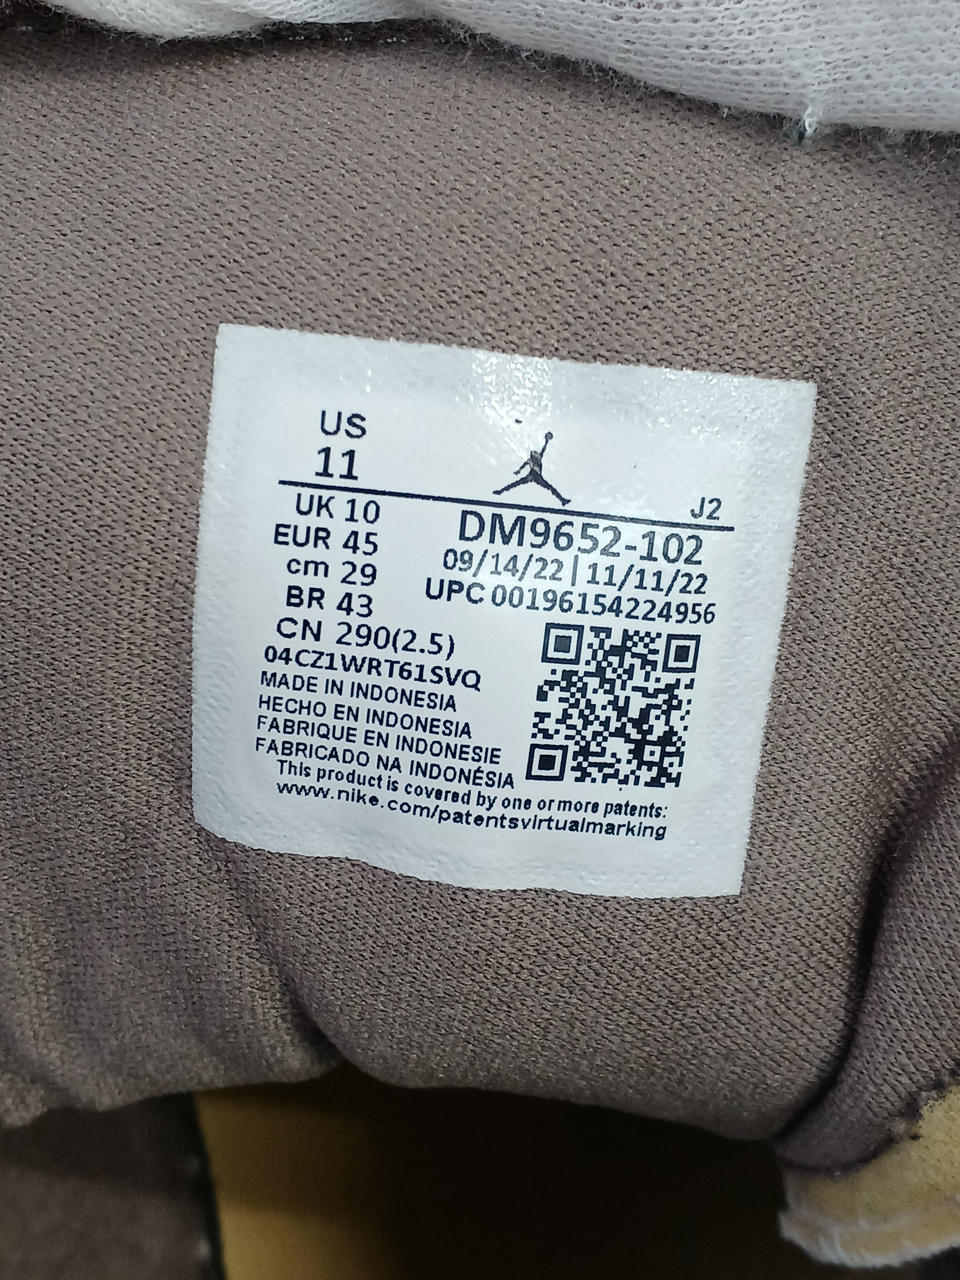 US
11
J2
UK 10
EUR 45
cm 29
BR 43
CN 290(2.5)
DM9652-102
09/14/22 | 11/11/22
UPC 00196154224956
04CZ1WRT61SVQ
MADE IN INDONESIA
HECHO EN INDONESIA
FABRIQUE EN INDONESIE
FABRICADO NA INDONÉSIA
This product is covered by one or more patents:
www.nike.com/patentsvirtualmarking